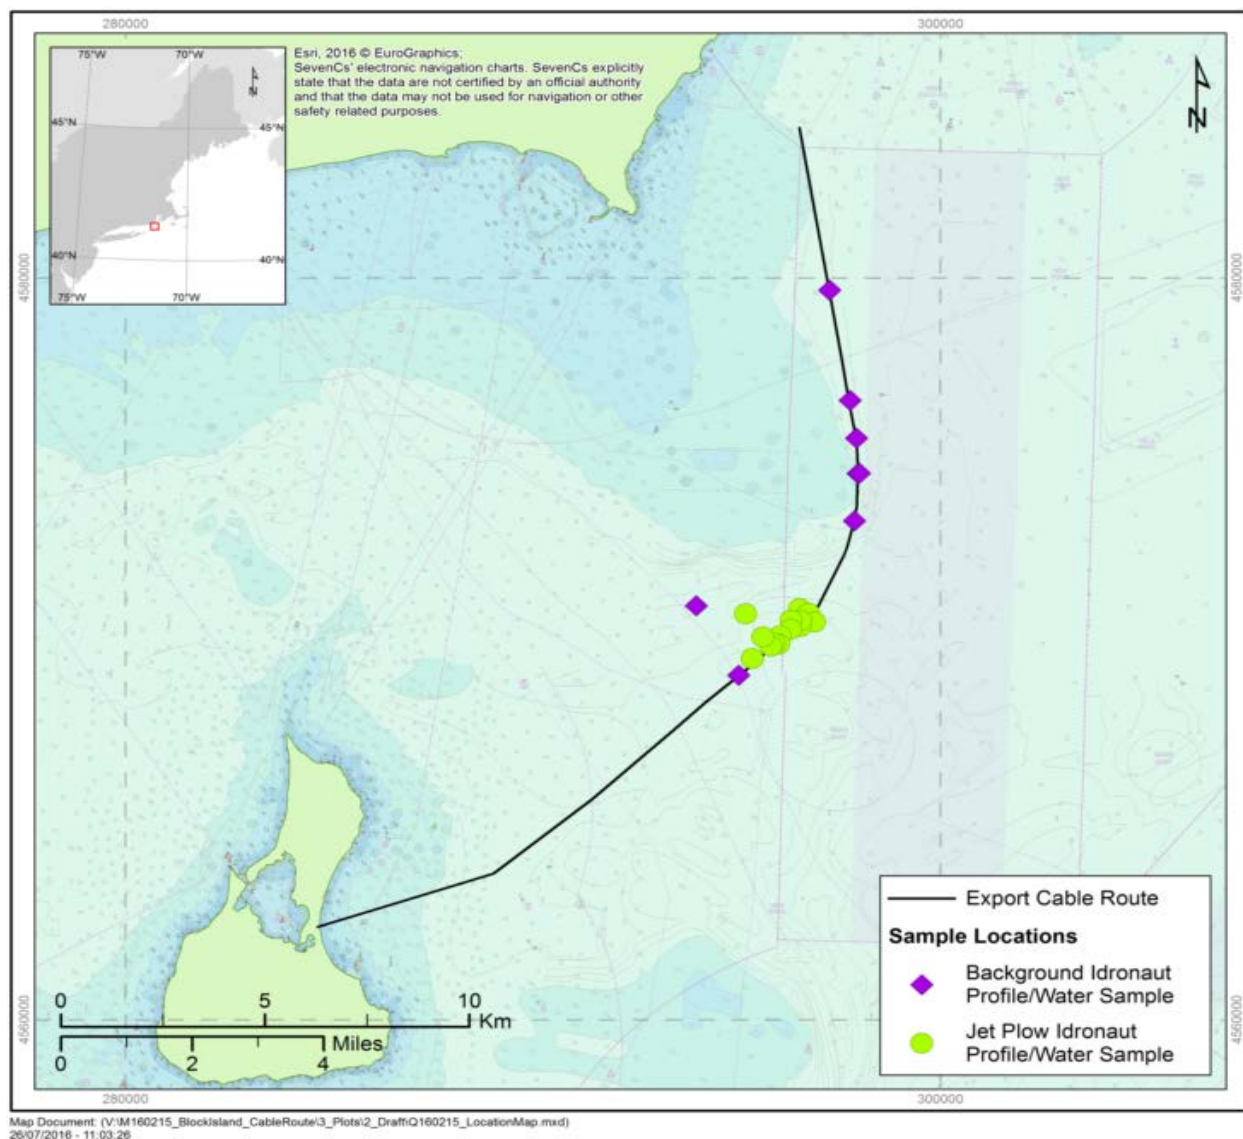 280000
300000
75°W
70°W
Esri, 2016 © EuroGraphics;
SevenCs' electronic navigation charts. SevenCs explicitly
state that the data are not certified by an official authority
and that the data may not be used for navigation or other
safety related purposes.
N
N
45°N
45°N
40°N
40°N
75°W
70°W
4580000
4580000
Export Cable Route
Sample Locations
Background Idronaut
Profile/Water Sample
Jet Plow Idronaut
Profile/Water Sample
0
5
10
Km
Miles
0
2
4
4560000
4560000
280000
300000
Map Document: (V:\M160215_BlockIsland_CableRoute\3_Plots\2_Draft\Q160215_LocationMap.mxd)
26/07/2016 - 11:03:26